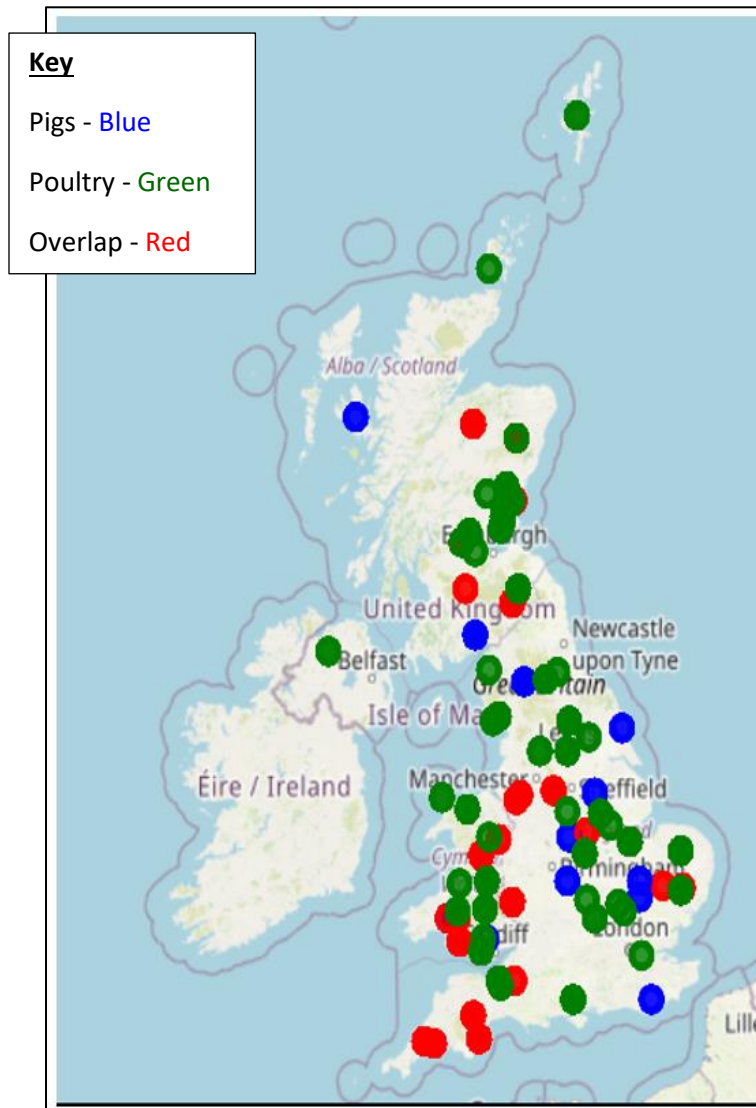 Key
Pigs - Blue
Poultry - Green
Overlap - Red
Alba / Scotland
United Kingdom
Newcastle
upon Tyne
Belfast
Isle of
Éire / Ireland
Manchester
Sheffield
Birmingham
London
Lille